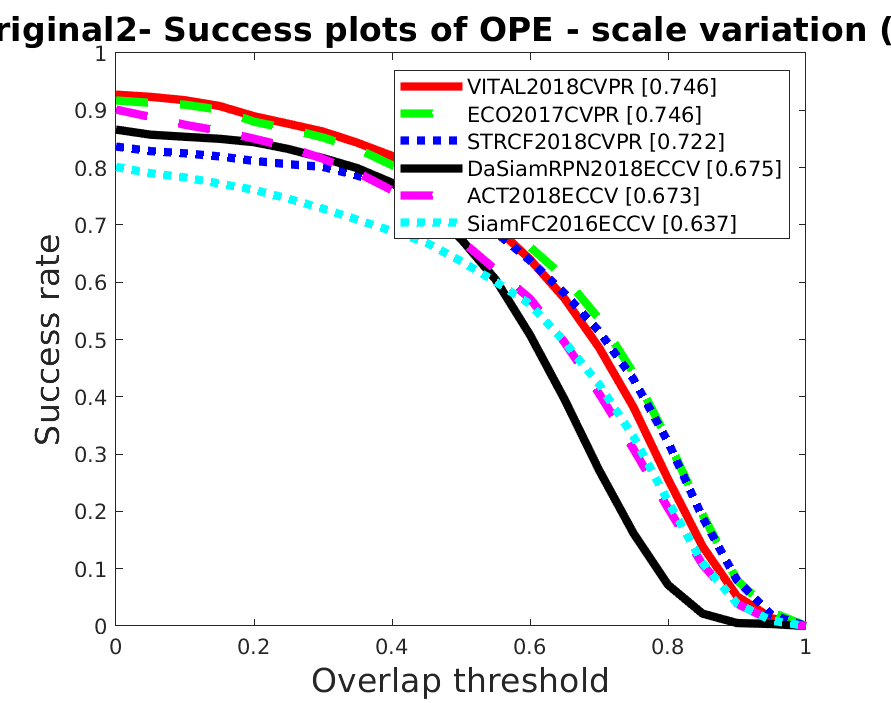 riginal2- Success plots of OPE - scale variation (
VITAL2018CVPR [0.746]
ECO2017CVPR [0.746]
STRCF2018CVPR [0.722]
DaSiamRPN2018ECCV [0.675]
ACT2018ECCV [0.673]
SiamFC2016ECCV [0.637]
1
0.9
0.8
0.7
0.6
0.5
0.4
0.3
0.2
0.1
0
Success rate
0 0.2 0.4 0.6 0.8 1
Overlap threshold